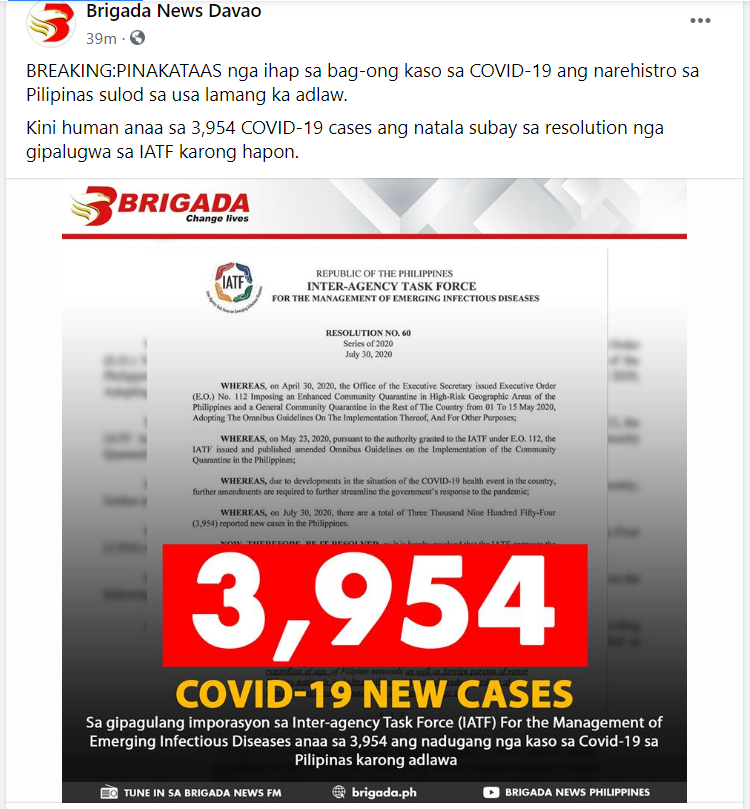 Brigada News Davao
39m ·
BREAKING:PINAKATAAS nga ihap sa bag-ong kaso sa COVID-19 ang narehistro sa
Pilipinas sulod sa usa lamang ka adlaw.
Kini human anaa sa 3,954 COVID-19 cases ang natala subay sa resolution nga
gipalugwa sa IATF karong hapon.
BRIGADA
Change lives
IATF
REPUBLIC OF THE PHILIPPINES
INTER-AGENCY TASK FORCE
FOR THE MANAGEMENT OF EMERGING INFECTIOUS DISEASES
RESOLUTION NO. 60
Series of 2020
July 30, 2020
WHEREAS, on April 30, 2020, the Office of the Executive Secretary issued Executive Order
(E.O.) No. 112 Imposing an Enhanced Community Quarantine in High-Risk Geographic Areas of the
Philippines and a General Community Quarantine in the Rest of The Country from 01 To 15 May 2020,
Adopting The Omnibus Guidelines On The Implementation Thereof, And For Other Purposes;
WHEREAS, on May 23, 2020, pursuant to the authority granted to the IATF under E.O. 112, the
IATF issued and published amended Omnibus Guidelines on the Implementation of the Community
Quarantine in the Philippines;
WHEREAS, due to developments in the situation of the COVID-19 health event in the country,
further amendments are required to further streamline the government's response to the pandemic;
WHEREAS, on July 30, 2020, there are a total of Three Thousand Nine Hundred Fifty-Four
(3,954) reported new cases in the Philippines.
3,954
regardless of age, of Filipino nationals as well as foreign parents of minor
COVID-19 NEW CASES
Sa gipagulang imporasyon sa Inter-agency Task Force (IATF) For the Management of
Emerging Infectious Diseases anaa sa 3,954 ang nadugang nga kaso sa Covid-19 sa
Pilipinas karong adlawa
TUNE IN SA BRIGADA NEWS FM
brigada.ph
BRIGADA NEWS PHILIPPINES